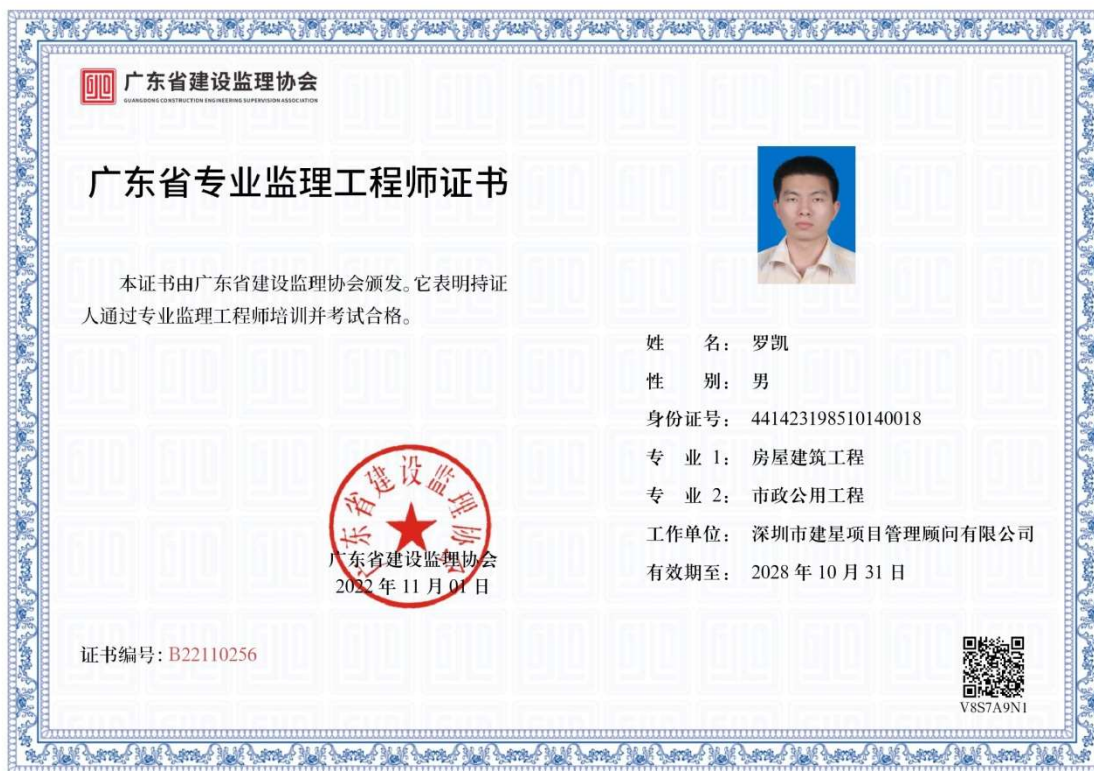 广东省建设监理协会
GUANGDONG CONSTRUCTION ENGINEERING SUPERVISION ASSOCIATION
广东省专业监理工程师证书
本证书由广东省建设监理协会颁发。它表明持证
人通过专业监理工程师培训并考试合格。
姓 名： 罗凯
性 别： 男
身份证号： 441423198510140018
专 业 1： 房屋建筑工程
专 业 2： 市政公用工程
工作单位： 深圳市建星项目管理顾问有限公司
有效期至： 2028 年 10 月 31 日
广东省建设监理协会
广东省建设监理协会
2022 年 11 月 01 日
证书编号：B22110256
V8S7A9N1